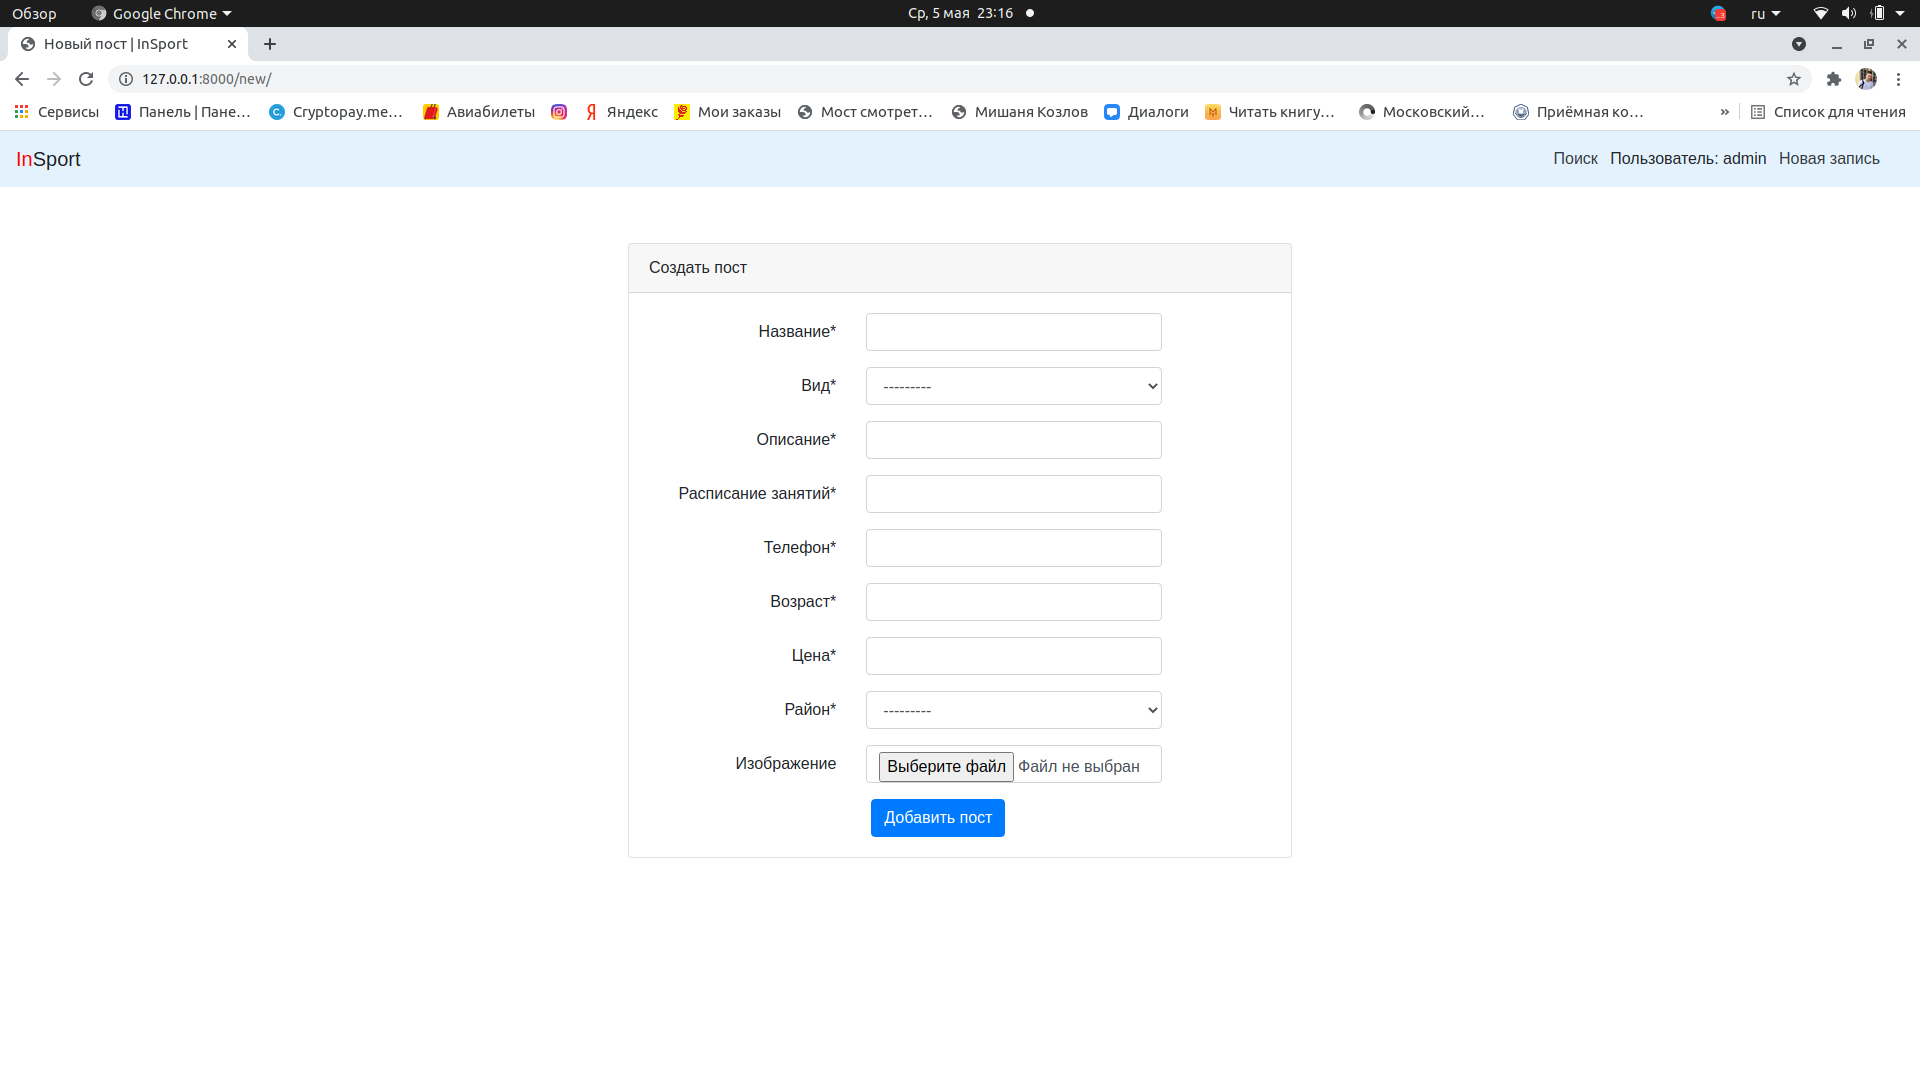 Обзор Google Chrome Ср, 5 мая 23:16 ru
Новый пост | InSport
127.0.0.1:8000/new/
Сервисы Панель | Пане... Cryptopay.me... Авиабилеты Яндекс Мои заказы Мост смотрет... Мишаня Козлов Диалоги Читать книгу... Московский... Приёмная ко... » Список для чтения
InSport Поиск Пользователь: admin Новая запись
Создать пост
Название*
Вид* ---------
Описание*
Расписание занятий*
Телефон*
Возраст*
Цена*
Район* ---------
Изображение Выберите файл Файл не выбран
Добавить пост